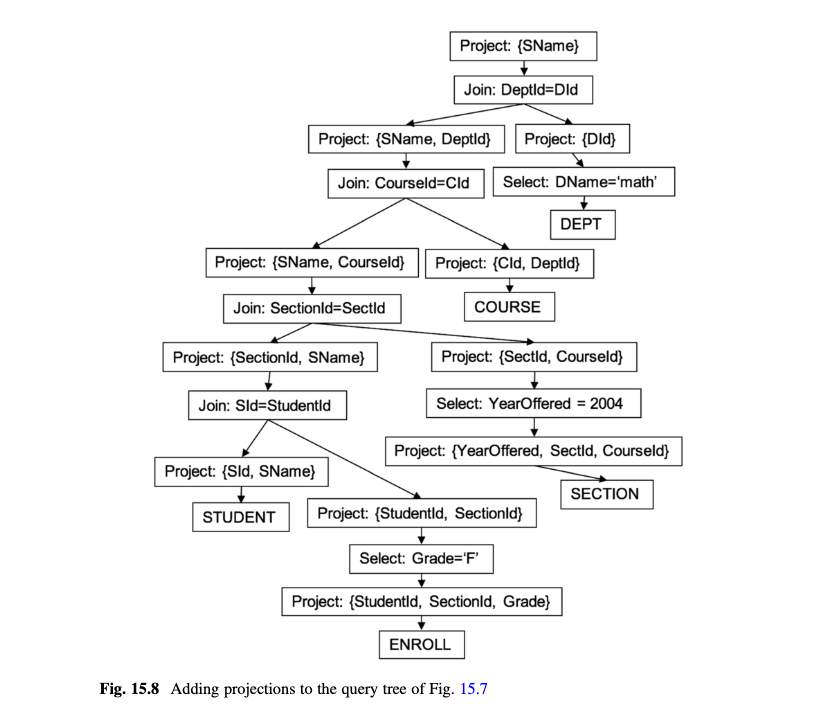 Project: {SName}
Join: DeptId=DId
Project: {SName, DeptId}
Project: {DId}
Join: CourseId=CId
Select: DName=‘math’
DEPT
Project: {SName, CourseId}
Project: {CId, DeptId}
Join: SectionId=SectId
COURSE
Project: {SectionId, SName}
Project: {SectId, CourseId}
Join: SId=StudentId
Select: YearOffered = 2004
Project: {YearOffered, SectId, CourseId}
Project: {SId, SName}
SECTION
STUDENT
Project: {StudentId, SectionId}
Select: Grade=‘F’
Project: {StudentId, SectionId, Grade}
ENROLL
Fig. 15.8 Adding projections to the query tree of Fig. 15.7